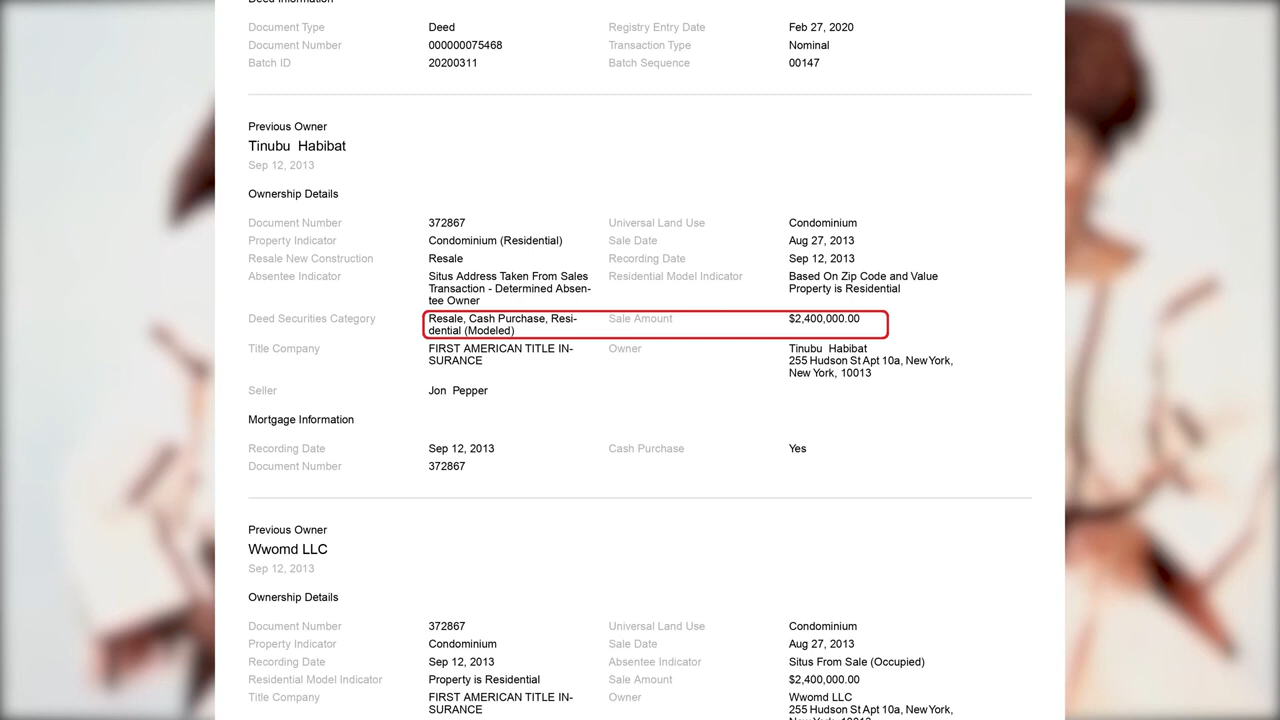 Deed Information
Document Type Deed Registry Entry Date Feb 27, 2020
Document Number 000000075468 Transaction Type Nominal
Batch ID 20200311 Batch Sequence 00147
Previous Owner
Tinubu Habibat
Sep 12, 2013
Ownership Details
Document Number 372867 Universal Land Use Condominium
Property Indicator Condominium (Residential) Sale Date Aug 27, 2013
Resale New Construction Resale Recording Date Sep 12, 2013
Absentee Indicator Situs Address Taken From Sales Residential Model Indicator Based On Zip Code and Value
Transaction - Determined Absen- Property is Residential
tee Owner
Deed Securities Category Resale, Cash Purchase, Resi- Sale Amount $2,400,000.00
dential (Modeled)
Title Company FIRST AMERICAN TITLE IN- Owner Tinubu Habibat
SURANCE 255 Hudson St Apt 10a, New York,
New York, 10013
Seller Jon Pepper
Mortgage Information
Recording Date Sep 12, 2013 Cash Purchase Yes
Document Number 372867
Previous Owner
Wwomd LLC
Sep 12, 2013
Ownership Details
Document Number 372867 Universal Land Use Condominium
Property Indicator Condominium Sale Date Aug 27, 2013
Recording Date Sep 12, 2013 Absentee Indicator Situs From Sale (Occupied)
Residential Model Indicator Property is Residential Sale Amount $2,400,000.00
Title Company FIRST AMERICAN TITLE IN- Owner Wwomd LLC
SURANCE 255 Hudson St Apt 10a, New York,
New York, 10013